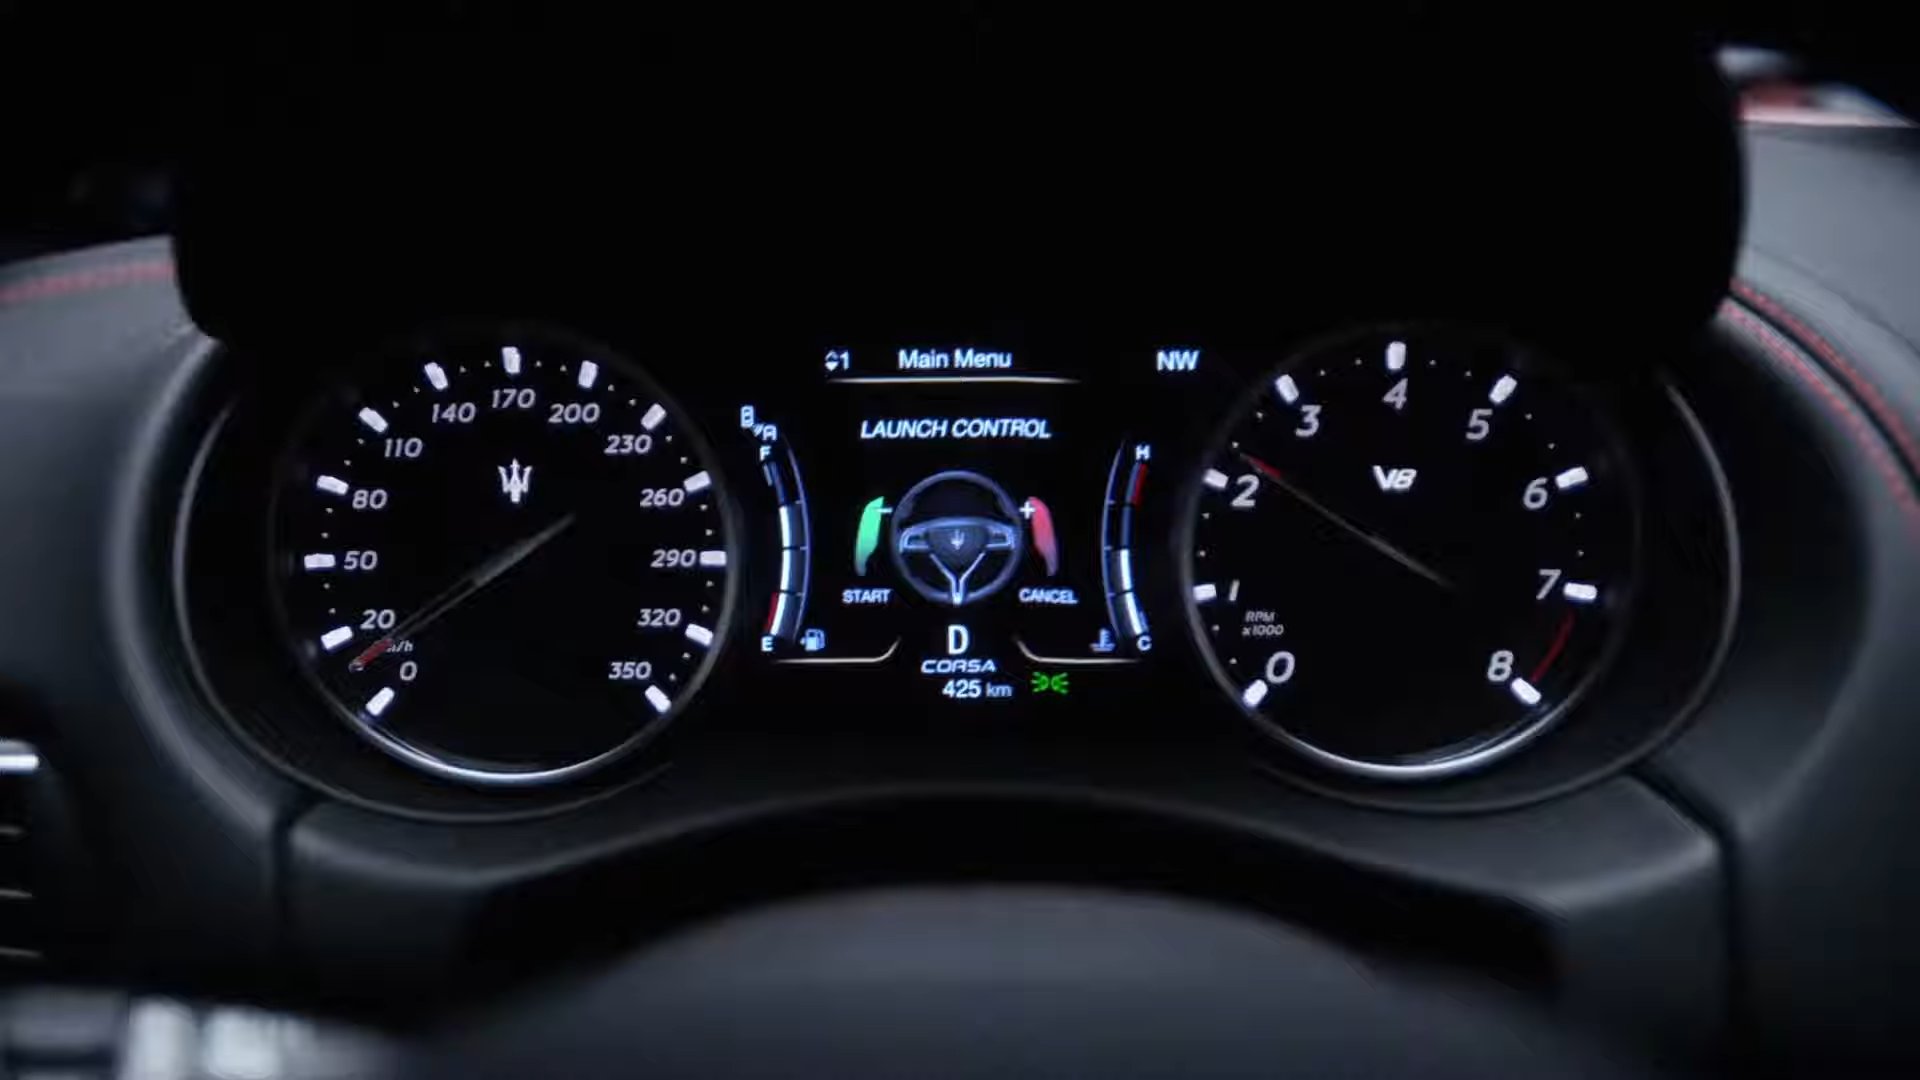 1 Main Menu NW
LAUNCH CONTROL
- +
START CANCEL
D
CORSA
425 km
F
E
H
C
0
20
50
80
110
140
170
200
230
260
290
320
350
V8
RPM
x1000
0
1
2
3
4
5
6
7
8